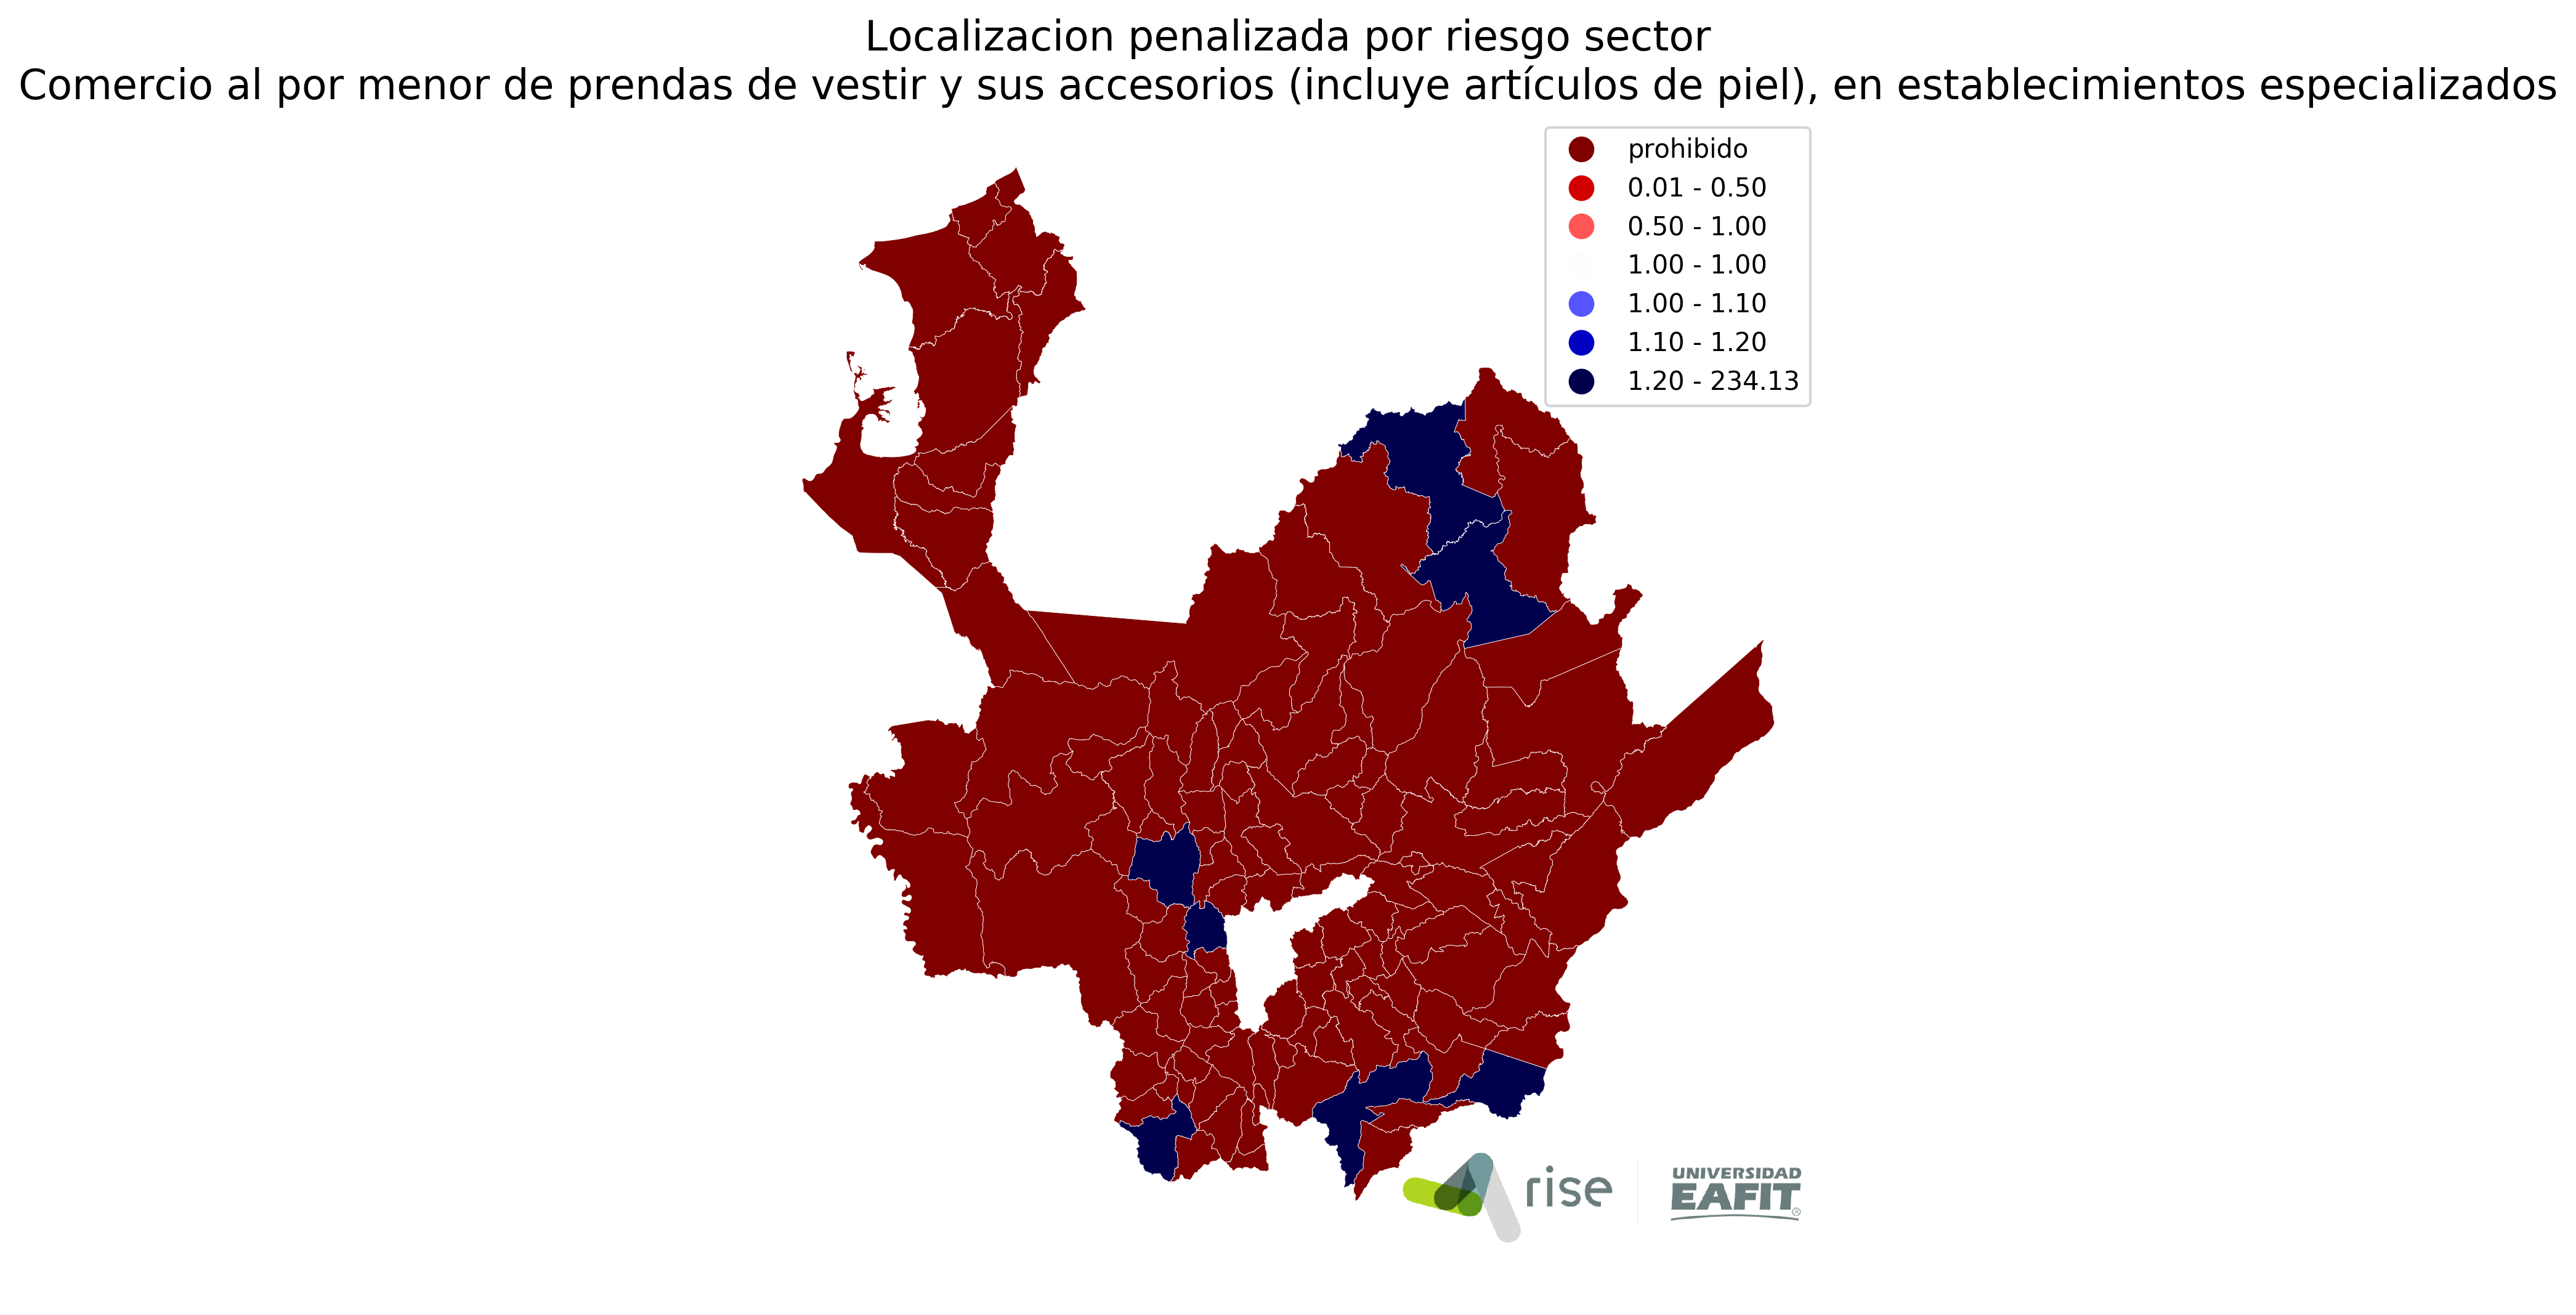 Localizacion penalizada por riesgo sector
Comercio al por menor de prendas de vestir y sus accesorios (incluye artículos de piel), en establecimientos especializados
prohibido
0.01 - 0.50
0.50 - 1.00
1.00 - 1.00
1.00 - 1.10
1.10 - 1.20
1.20 - 234.13
rise
UNIVERSIDAD
EAFIT®